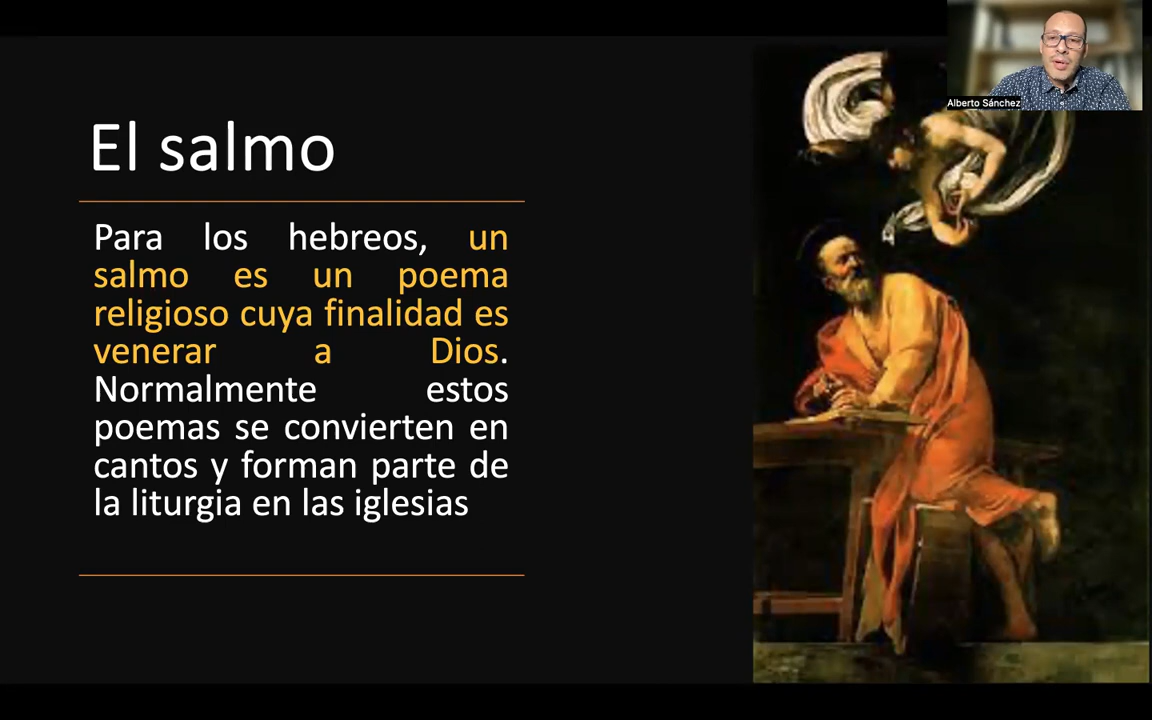 El salmo
Para los hebreos, un
salmo es un poema
religioso cuya finalidad es
venerar a Dios.
Normalmente estos
poemas se convierten en
cantos y forman parte de
la liturgia en las iglesias
Alberto Sánchez